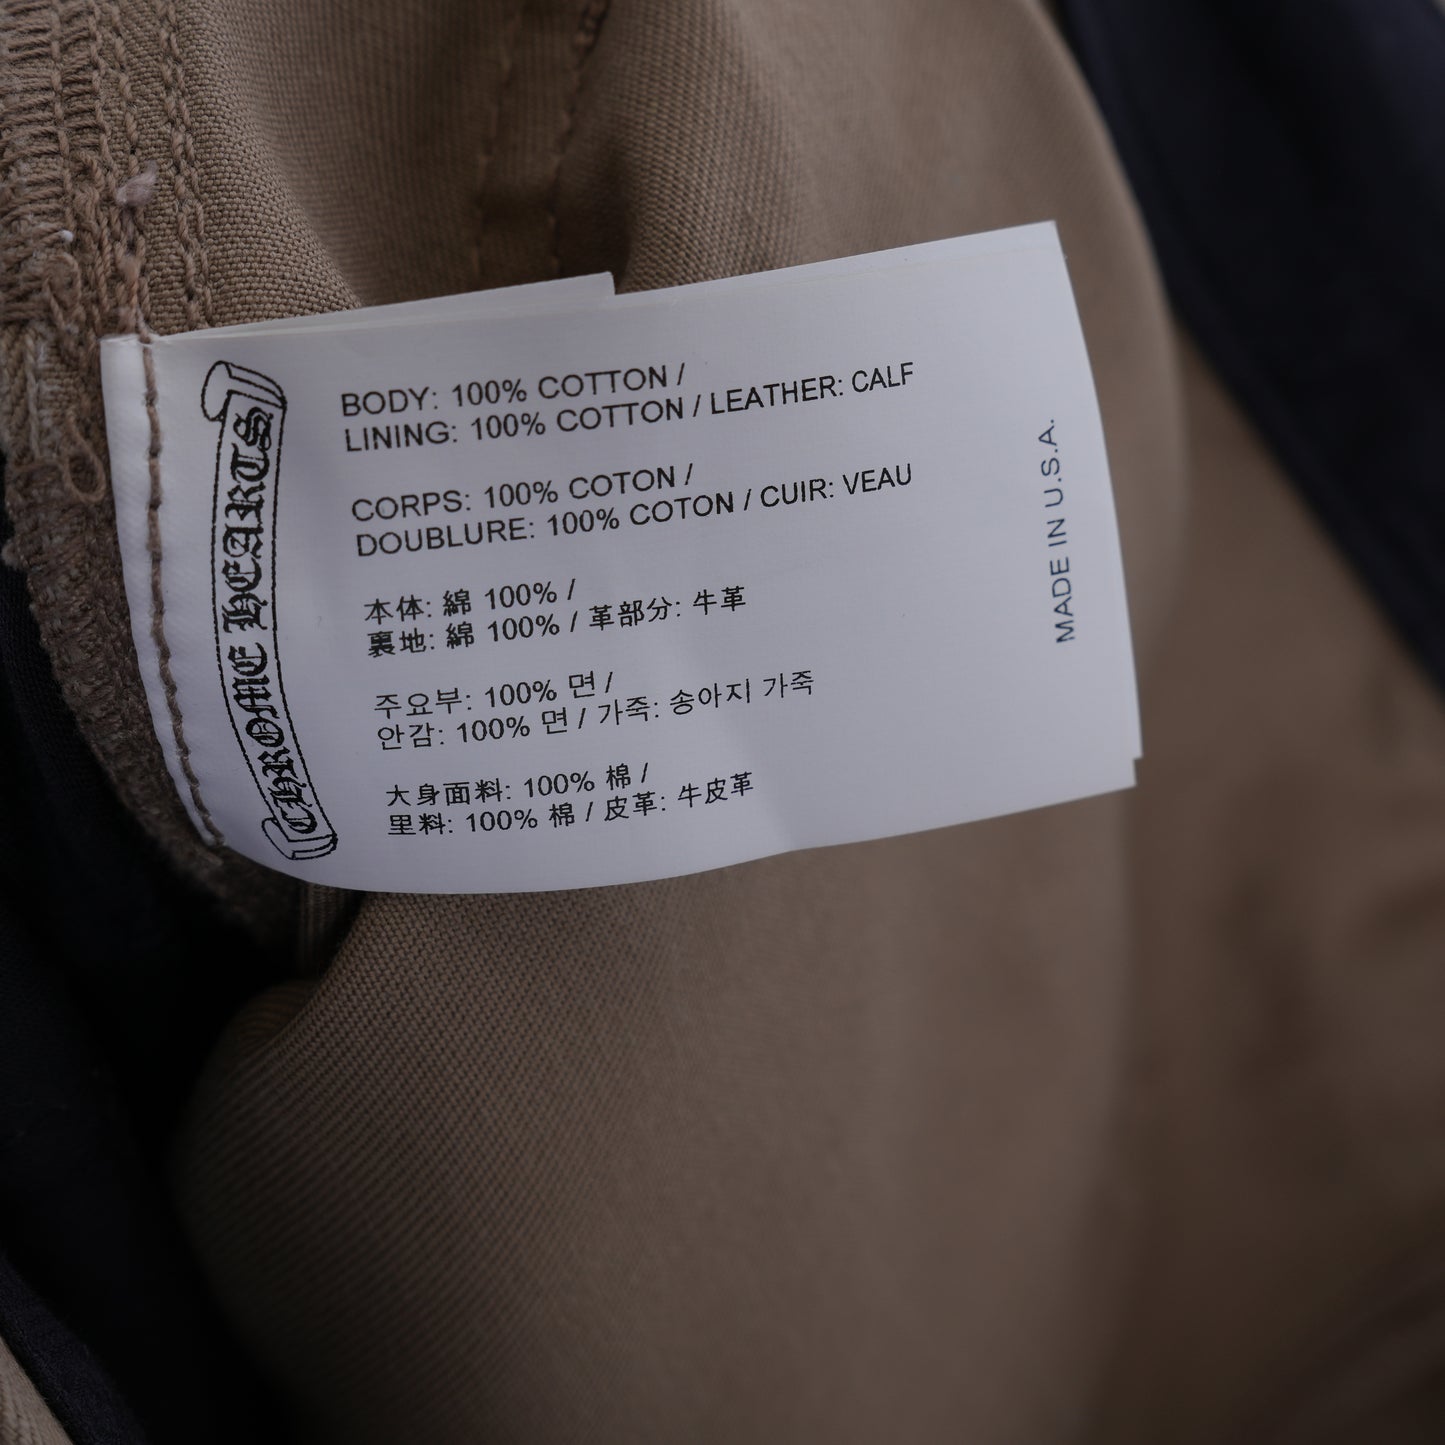 CHROME HEARTS
BODY: 100% COTTON /
LINING: 100% COTTON / LEATHER: CALF
CORPS: 100% COTON /
DOUBLURE: 100% COTON / CUIR: VEAU
本体: 綿 100% /
裏地: 綿 100% / 革部分: 牛革
주요부: 100% 면 /
안감: 100% 면 / 가죽: 송아지 가죽
大身面料: 100% 棉 /
里料: 100% 棉 / 皮革: 牛皮革
MADE IN U.S.A.